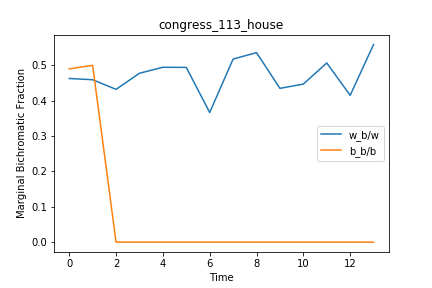 congress_113_house
Marginal Bichromatic Fraction
0.5
0.4
0.3
0.2
0.1
0.0
w_b/w
b_b/b
0 2 4 6 8 10 12
Time